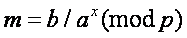 m = b / a^x (mod p)